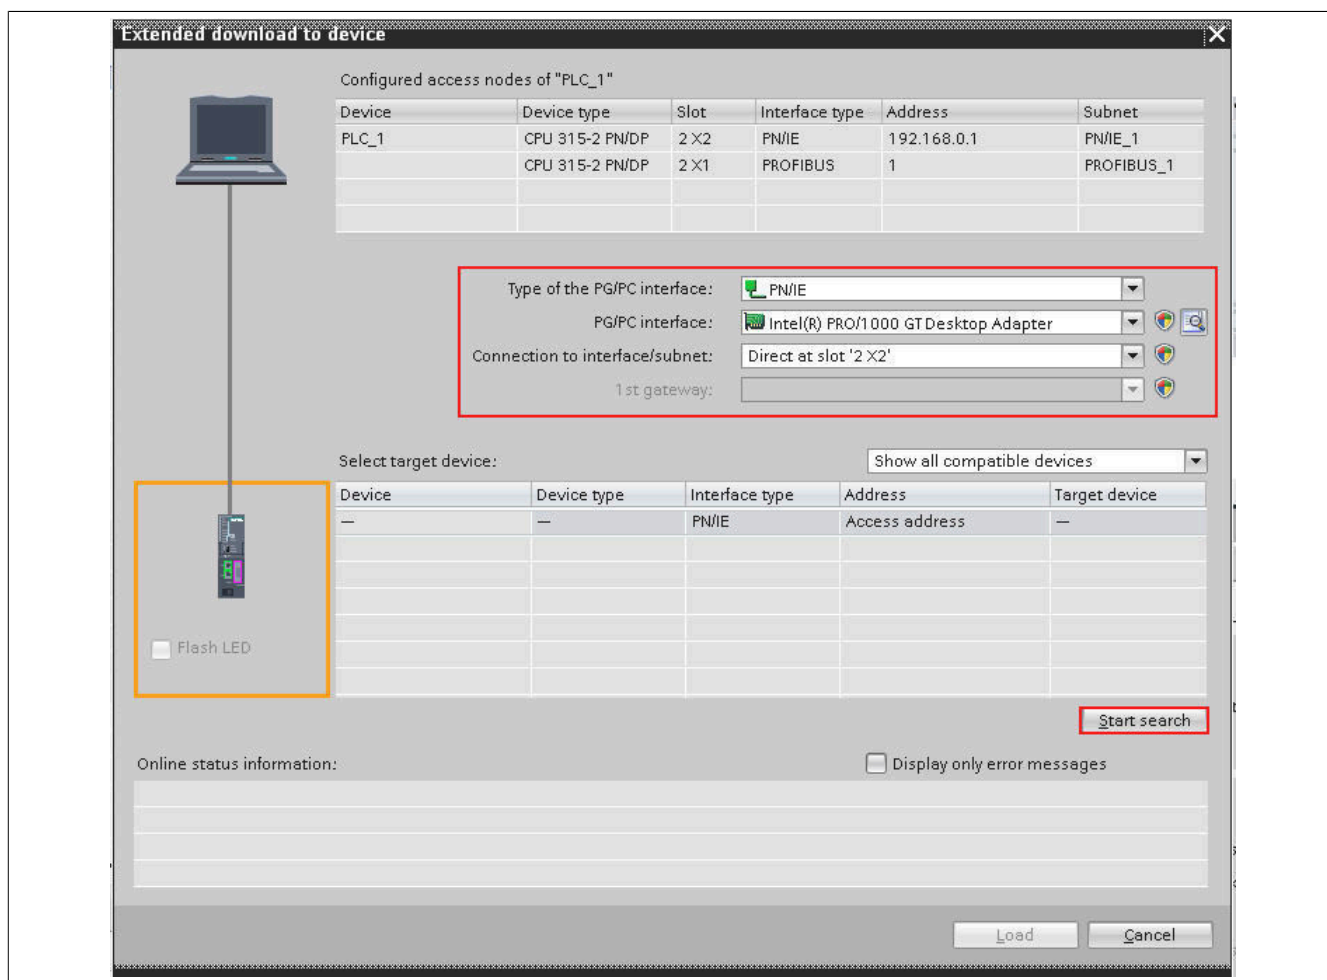 Extended download to device
Configured access nodes of "PLC_1"
Device Device type Slot Interface type Address Subnet
PLC_1 CPU 315-2 PN/DP 2 X2 PN/IE 192.168.0.1 PN/IE_1
CPU 315-2 PN/DP 2 X1 PROFIBUS 1 PROFIBUS_1
Type of the PG/PC interface: PN/IE
PG/PC interface: Intel(R) PRO/1000 GT Desktop Adapter
Connection to interface/subnet: Direct at slot '2 X2'
1st gateway:
Select target device: Show all compatible devices
Device Device type Interface type Address Target device
— — PN/IE Access address —
Flash LED
Start search
Online status information: Display only error messages
Load Cancel